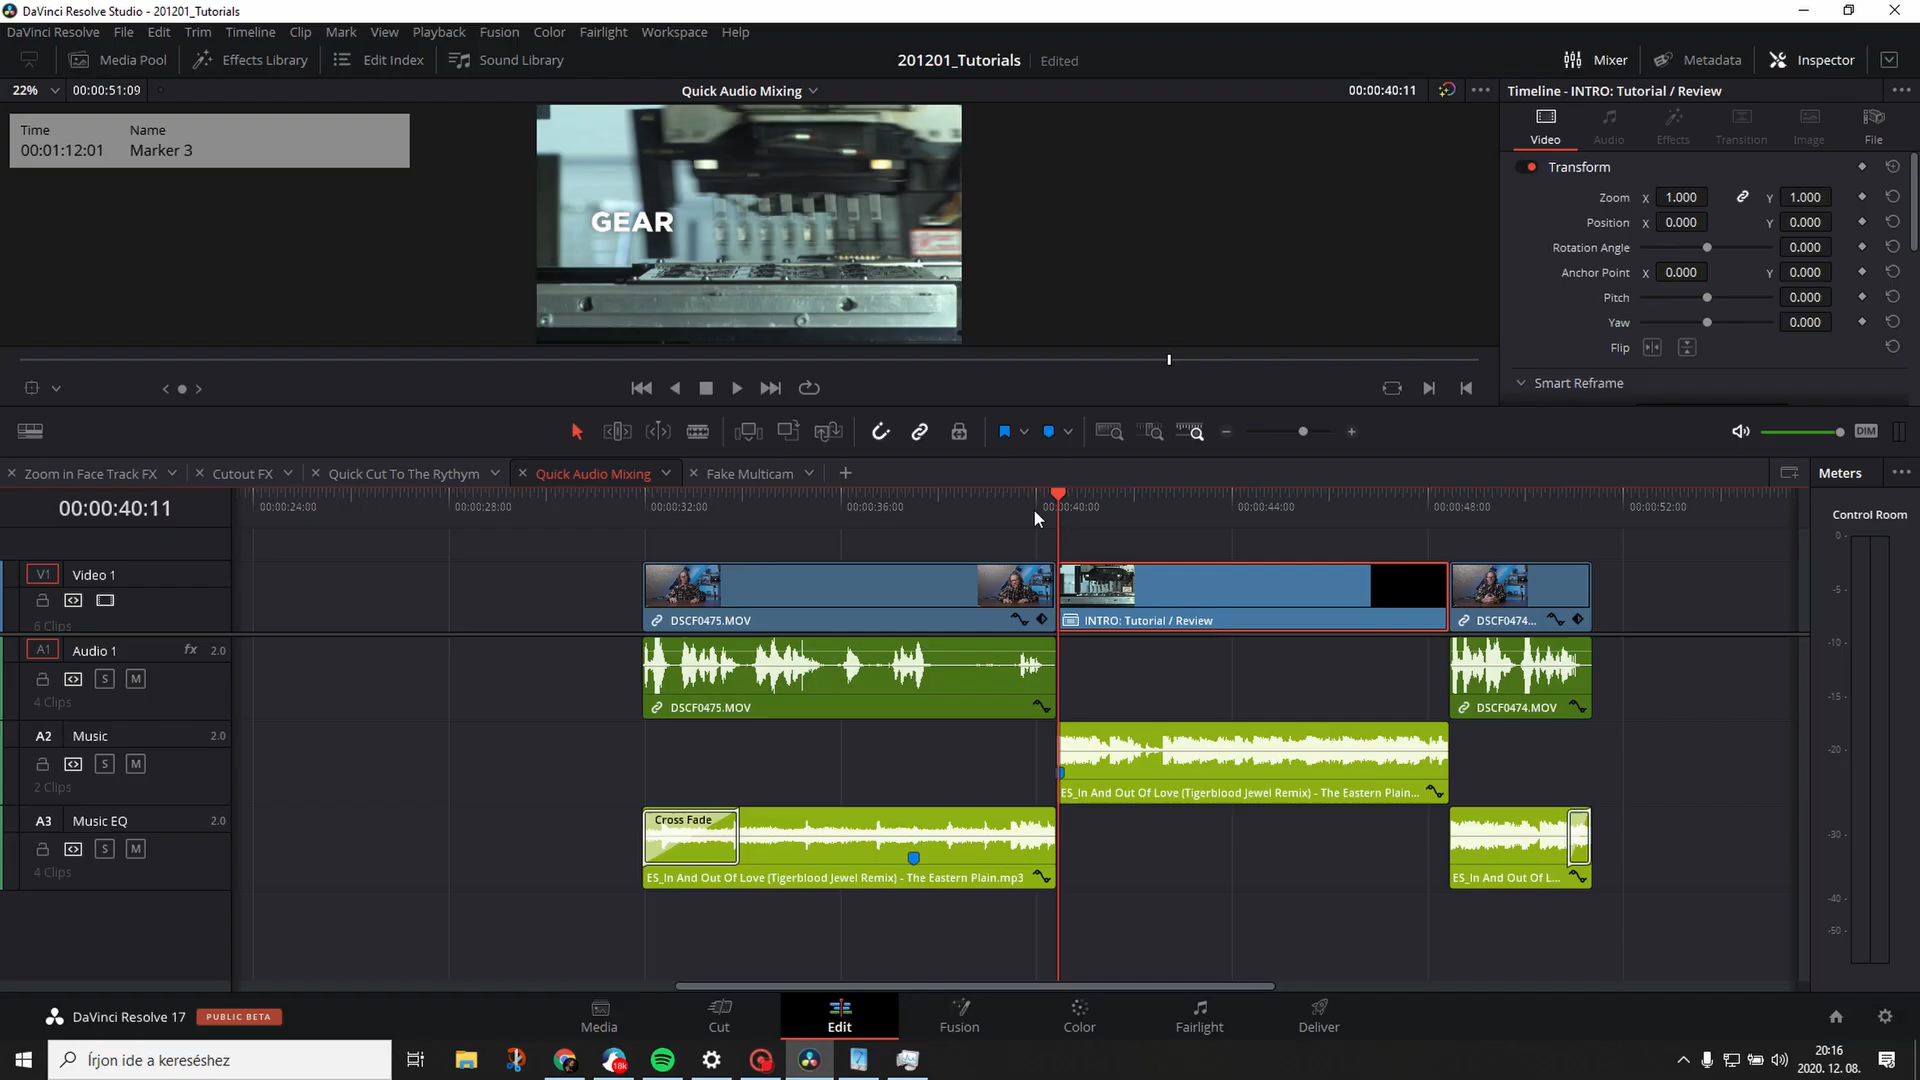 DaVinci Resolve Studio - 201201_Tutorials
DaVinci Resolve File Edit Trim Timeline Clip Mark View Playback Fusion Color Fairlight Workspace Help
Media Pool Effects Library Edit Index Sound Library 201201_Tutorials Edited Mixer Metadata Inspector
22% 00:00:51:09 Quick Audio Mixing 00:00:40:11 Timeline - INTRO: Tutorial / Review
Time Name
00:01:12:01 Marker 3
GEAR
Video Audio Effects Transition Image File
Transform
Zoom X 1.000 Y 1.000
Position X 0.000 Y 0.000
Rotation Angle 0.000
Anchor Point X 0.000 Y 0.000
Pitch 0.000
Yaw 0.000
Flip
Smart Reframe
DIM
Zoom in Face Track FX Cutout FX Quick Cut To The Rythym Quick Audio Mixing Fake Multicam Meters
00:00:40:11 00:00:24:00 00:00:28:00 00:00:32:00 00:00:36:00 00:00:40:00 00:00:44:00 00:00:48:00 00:00:52:00
Control Room
0
-5
-10
-15
-20
-30
-40
-50
V1 Video 1
6 Clips
DSCF0475.MOV INTRO: Tutorial / Review DSCF0474...
A1 Audio 1 fx 2.0
S M
4 Clips
DSCF0475.MOV DSCF0474.MOV
A2 Music 2.0
S M
2 Clips
ES_In And Out Of Love (Tigerblood Jewel Remix) - The Eastern Plain...
A3 Music EQ 2.0
S M
4 Clips
Cross Fade
ES_In And Out Of Love (Tigerblood Jewel Remix) - The Eastern Plain.mp3 ES_In And Out Of L...
DaVinci Resolve 17 PUBLIC BETA
Media Cut Edit Fusion Color Fairlight Deliver
Írjon ide a kereséshez
18k
20:16
2020. 12. 08.